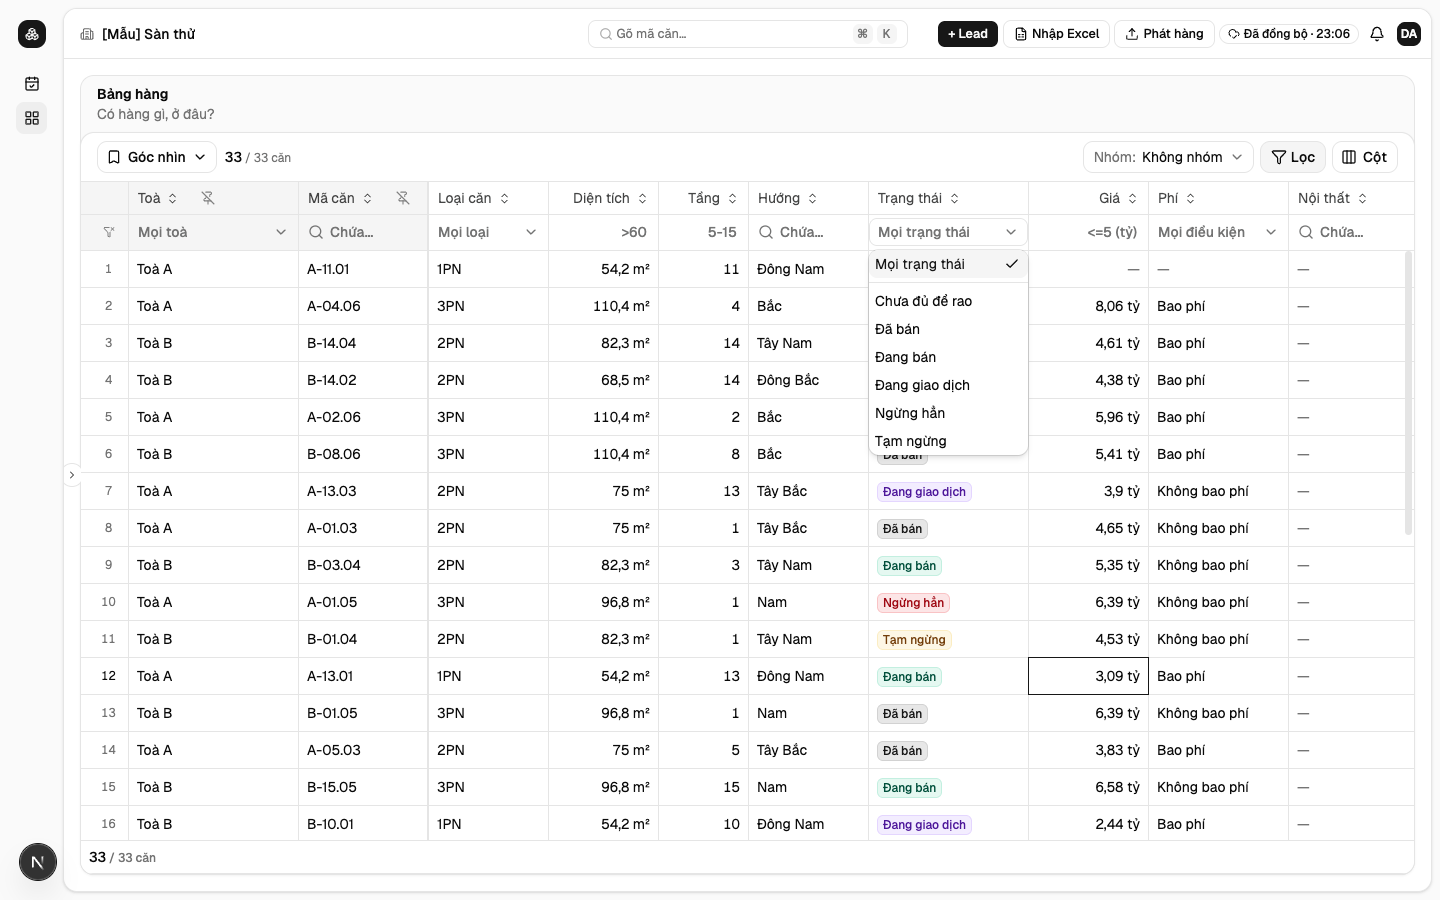 [Mẫu] Sàn thử
Gõ mã căn...
⌘ K
+ Lead
Nhập Excel
Phát hàng
Đã đồng bộ · 23:06
DA
Bảng hàng
Có hàng gì, ở đâu?
Góc nhìn
33 / 33 căn
Nhóm: Không nhóm
Lọc
Cột
Toà Mã căn Loại căn Diện tích Tầng Hướng Trạng thái Giá Phí Nội thất
Mọi toà Chứa... Mọi loại >60 5-15 Chứa... Mọi trạng thái <=5 (tỷ) Mọi điều kiện Chứa...
Mọi trạng thái
Chưa đủ để rao
Đã bán
Đang bán
Đang giao dịch
Ngừng hẳn
Tạm ngừng
1 Toà A A-11.01 1PN 54,2 m² 11 Đông Nam — — —
2 Toà A A-04.06 3PN 110,4 m² 4 Bắc 8,06 tỷ Bao phí —
3 Toà B B-14.04 2PN 82,3 m² 14 Tây Nam 4,61 tỷ Bao phí —
4 Toà B B-14.02 2PN 68,5 m² 14 Đông Bắc 4,38 tỷ Bao phí —
5 Toà A A-02.06 3PN 110,4 m² 2 Bắc 5,96 tỷ Bao phí —
6 Toà B B-08.06 3PN 110,4 m² 8 Bắc Đã bán 5,41 tỷ Bao phí —
7 Toà A A-13.03 2PN 75 m² 13 Tây Bắc Đang giao dịch 3,9 tỷ Không bao phí —
8 Toà A A-01.03 2PN 75 m² 1 Tây Bắc Đã bán 4,65 tỷ Không bao phí —
9 Toà B B-03.04 2PN 82,3 m² 3 Tây Nam Đang bán 5,35 tỷ Không bao phí —
10 Toà A A-01.05 3PN 96,8 m² 1 Nam Ngừng hẳn 6,39 tỷ Không bao phí —
11 Toà B B-01.04 2PN 82,3 m² 1 Tây Nam Tạm ngừng 4,53 tỷ Không bao phí —
12 Toà A A-13.01 1PN 54,2 m² 13 Đông Nam Đang bán 3,09 tỷ Bao phí —
13 Toà B B-01.05 3PN 96,8 m² 1 Nam Đã bán 6,39 tỷ Không bao phí —
14 Toà A A-05.03 2PN 75 m² 5 Tây Bắc Đã bán 3,83 tỷ Bao phí —
15 Toà B B-15.05 3PN 96,8 m² 15 Nam Đang bán 6,58 tỷ Không bao phí —
16 Toà B B-10.01 1PN 54,2 m² 10 Đông Nam Đang giao dịch 2,44 tỷ Bao phí —
33 / 33 căn
N